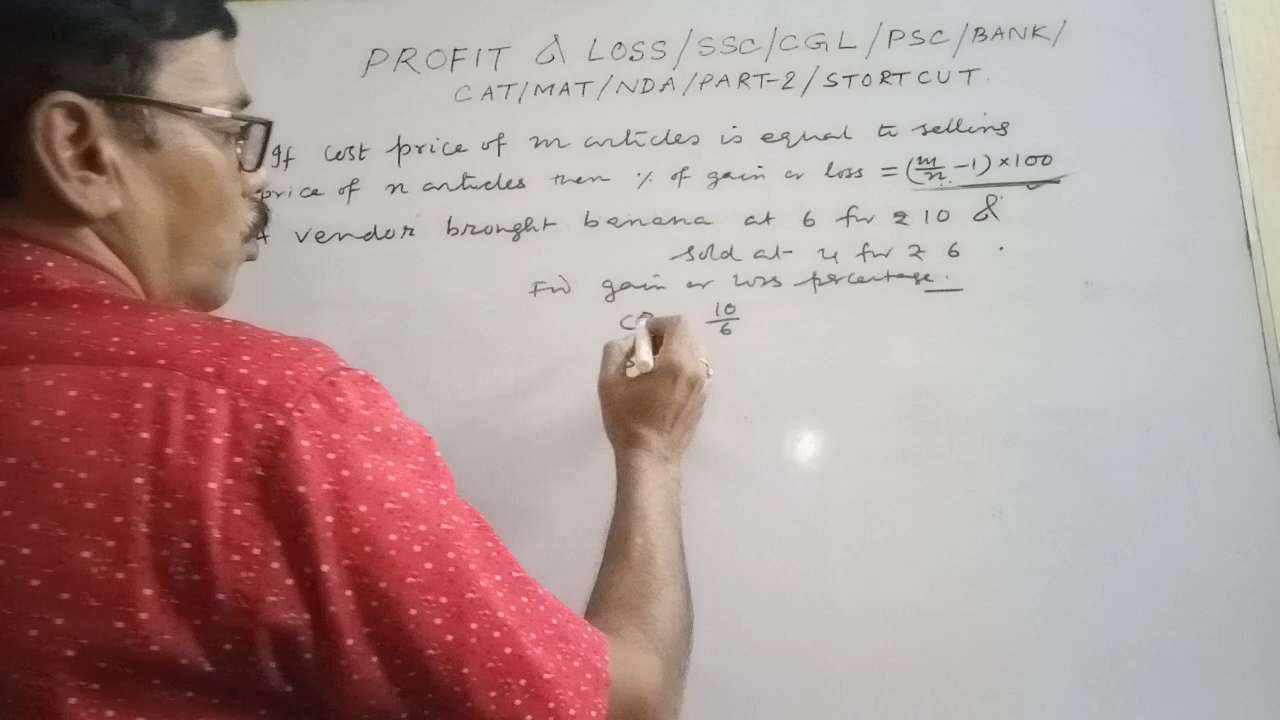 PROFIT & LOSS/SSC/CGL/PSC/BANK/
CAT/MAT/NDA/PART-2/STORTCUT.
If cost price of m articles is equal to selling
price of n articles then % of gain or loss = (m/n - 1) × 100
A vendor brought banana at 6 for ₹ 10 &
sold at 4 for ₹ 6 .
gain or loss percentage.
10/6